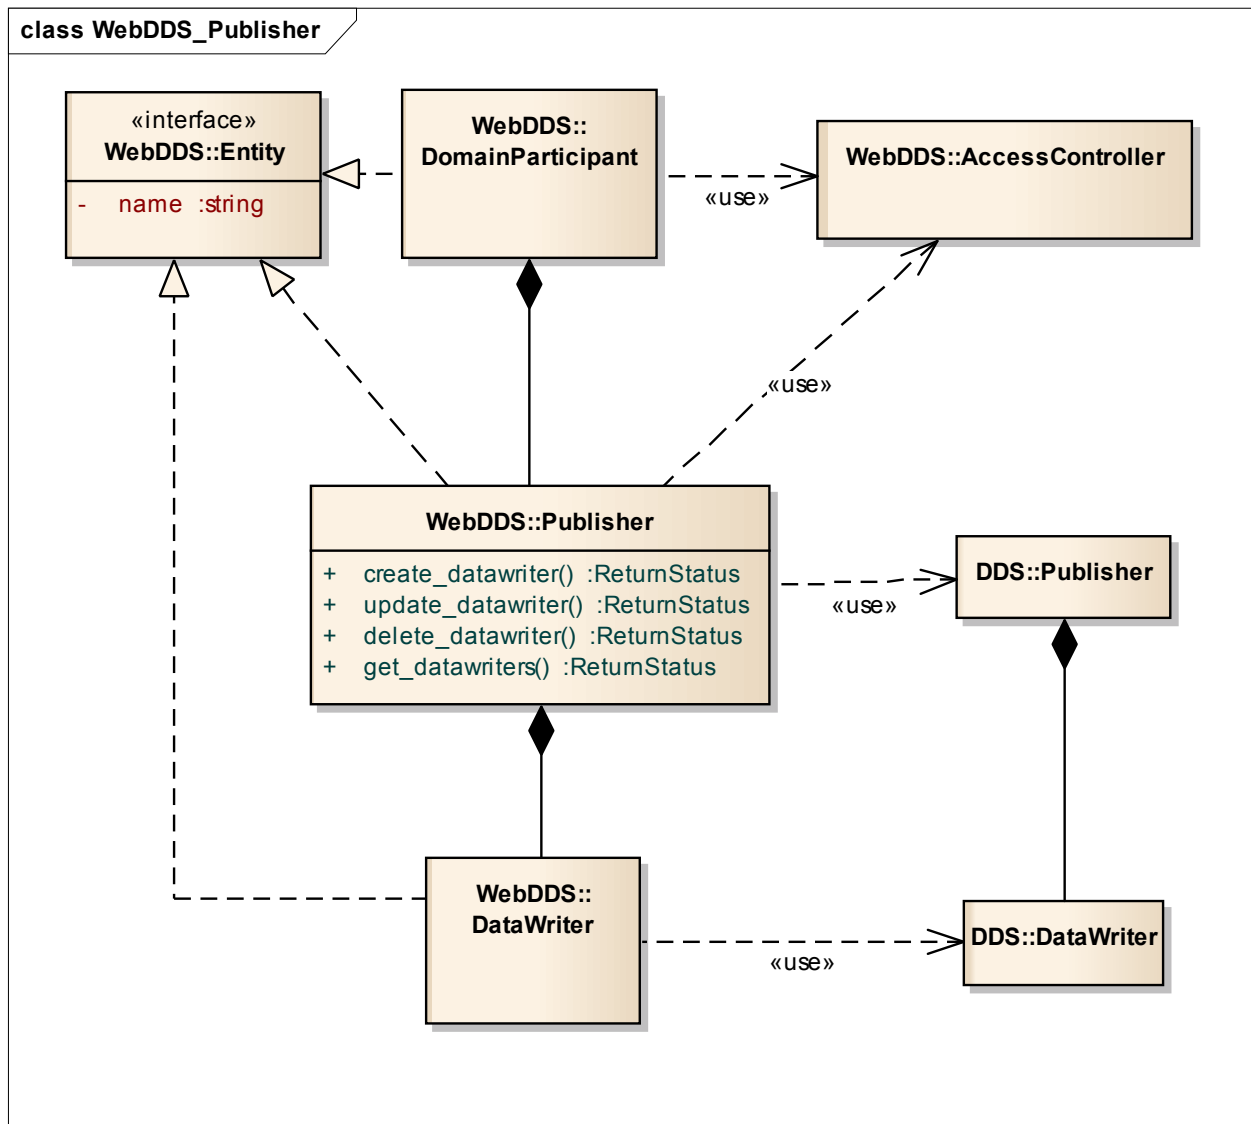 class WebDDS_Publisher
«interface»
WebDDS::Entity
- name :string
WebDDS::
DomainParticipant
WebDDS::AccessController
«use»
«use»
WebDDS::Publisher
+ create_datawriter() :ReturnStatus
+ update_datawriter() :ReturnStatus
+ delete_datawriter() :ReturnStatus
+ get_datawriters() :ReturnStatus
DDS::Publisher
«use»
WebDDS::
DataWriter
DDS::DataWriter
«use»